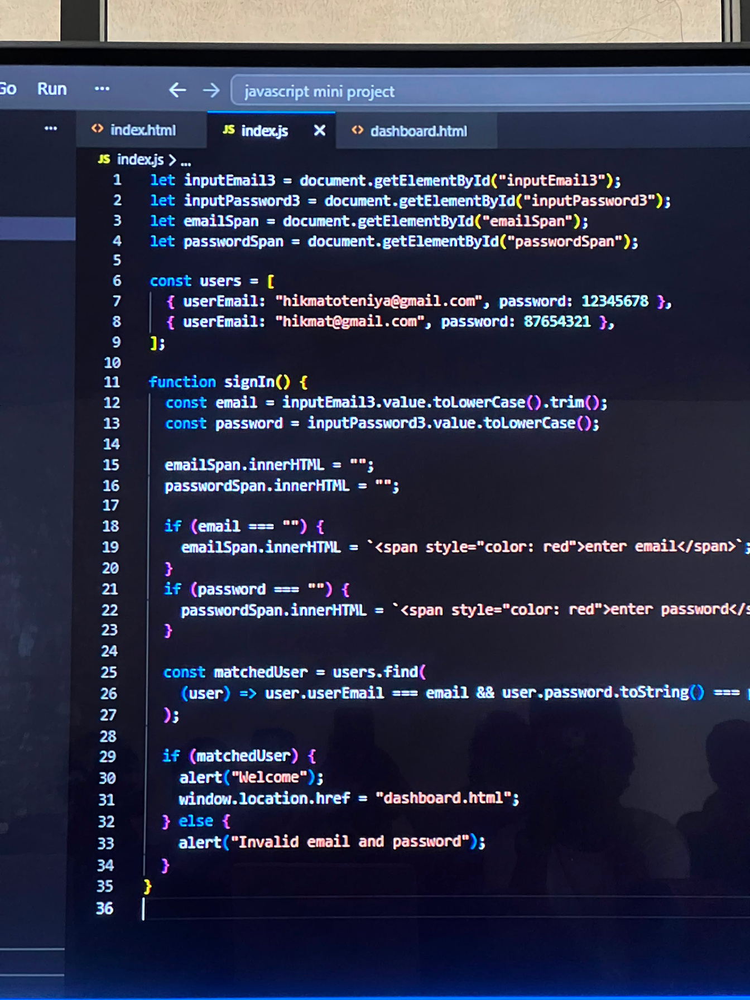 Go Run ... ← → javascript mini project
... <> index.html JS index.js × <> dashboard.html
JS index.js > ...
1 let inputEmail3 = document.getElementById("inputEmail3");
2 let inputPassword3 = document.getElementById("inputPassword3");
3 let emailSpan = document.getElementById("emailSpan");
4 let passwordSpan = document.getElementById("passwordSpan");
5
6 const users = [
7 { userEmail: "hikmatoteniya@gmail.com", password: 12345678 },
8 { userEmail: "hikmat@gmail.com", password: 87654321 },
9 ];
10
11 function signIn() {
12 const email = inputEmail3.value.toLowerCase().trim();
13 const password = inputPassword3.value.toLowerCase();
14
15 emailSpan.innerHTML = "";
16 passwordSpan.innerHTML = "";
17
18 if (email === "") {
19 emailSpan.innerHTML = `<span style="color: red">enter email</span>`;
20 }
21 if (password === "") {
22 passwordSpan.innerHTML = `<span style="color: red">enter password</s
23 }
24
25 const matchedUser = users.find(
26 (user) => user.userEmail === email && user.password.toString() ===
27 );
28
29 if (matchedUser) {
30 alert("Welcome");
31 window.location.href = "dashboard.html";
32 } else {
33 alert("Invalid email and password");
34 }
35 }
36